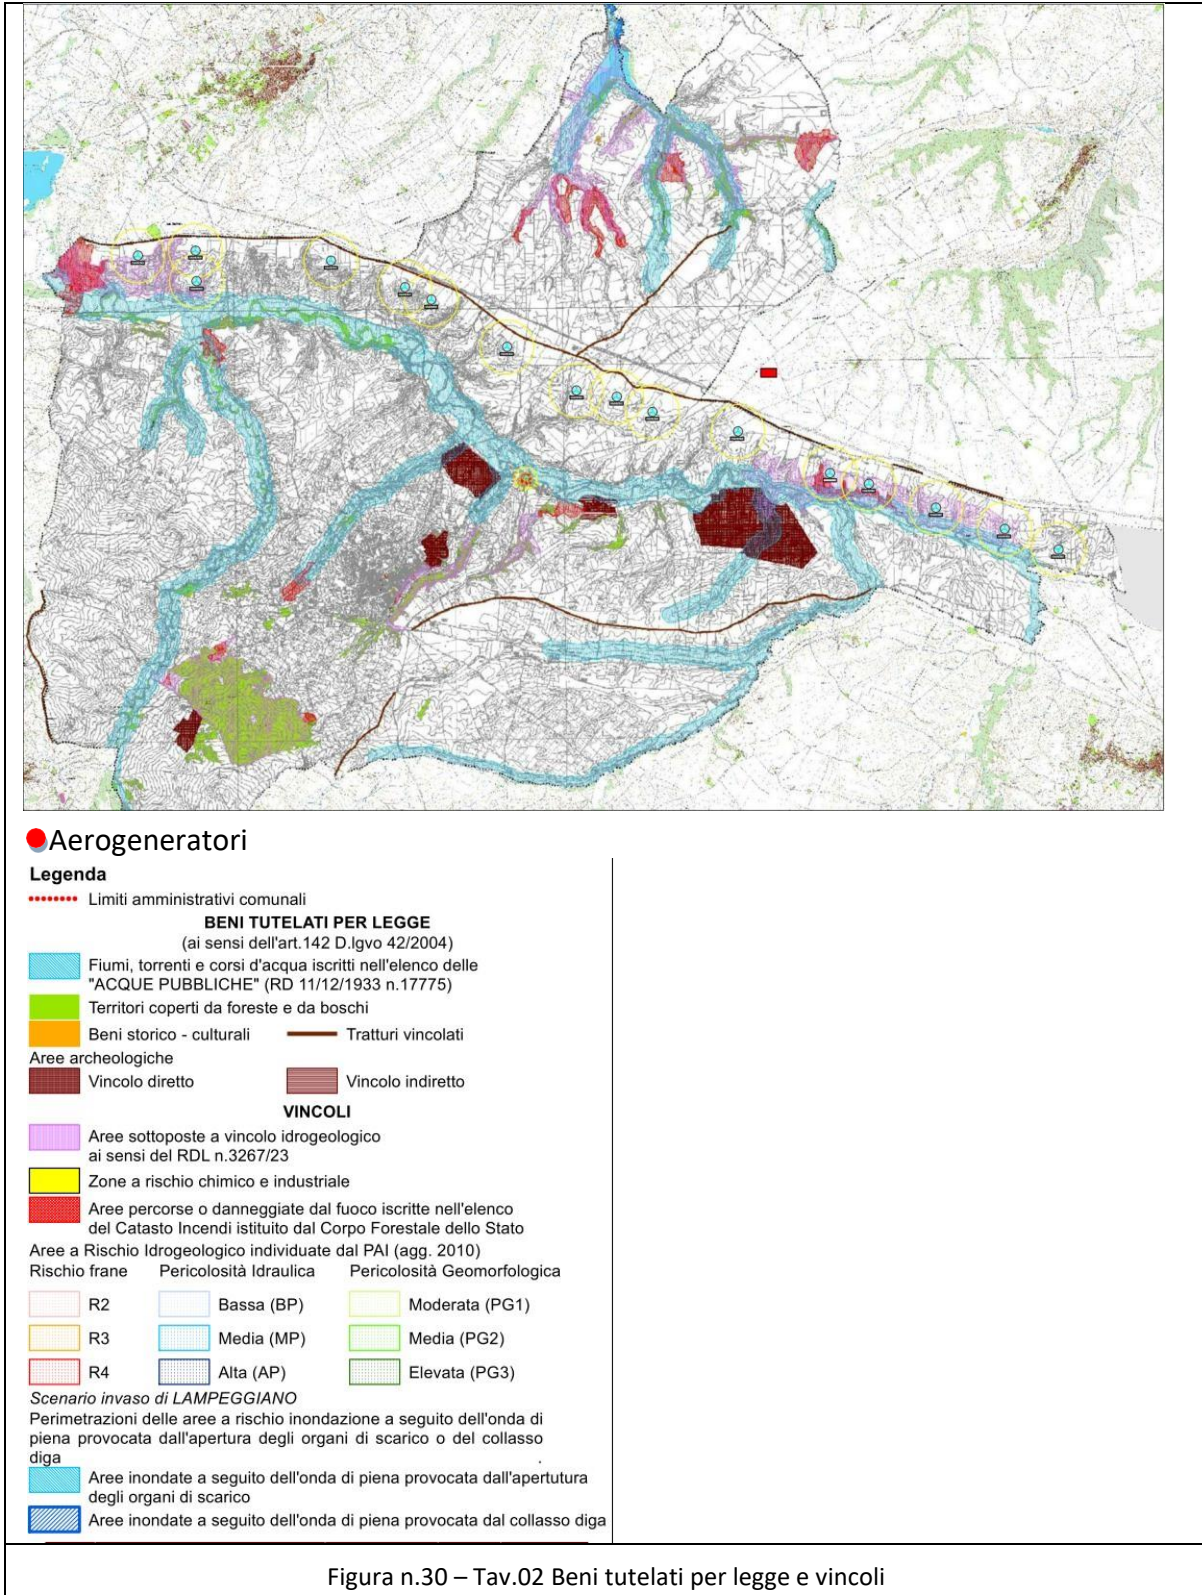 Aerogeneratori
Legenda
Limiti amministrativi comunali
BENI TUTELATI PER LEGGE
(ai sensi dell'art.142 D.lgvo 42/2004)
Fiumi, torrenti e corsi d'acqua iscritti nell'elenco delle
"ACQUE PUBBLICHE" (RD 11/12/1933 n.17775)
Territori coperti da foreste e da boschi
Beni storico - culturali Tratturi vincolati
Aree archeologiche
Vincolo diretto Vincolo indiretto
VINCOLI
Aree sottoposte a vincolo idrogeologico
ai sensi del RDL n.3267/23
Zone a rischio chimico e industriale
Aree percorse o danneggiate dal fuoco iscritte nell'elenco
del Catasto Incendi istituito dal Corpo Forestale dello Stato
Aree a Rischio Idrogeologico individuate dal PAI (agg. 2010)
Rischio frane Pericolosità Idraulica Pericolosità Geomorfologica
R2 Bassa (BP) Moderata (PG1)
R3 Media (MP) Media (PG2)
R4 Alta (AP) Elevata (PG3)
Scenario invaso di LAMPEGGIANO
Perimetrazioni delle aree a rischio inondazione a seguito dell'onda di
piena provocata dall'apertura degli organi di scarico o del collasso
diga .
Aree inondate a seguito dell'onda di piena provocata dall'apertutura
degli organi di scarico
Aree inondate a seguito dell'onda di piena provocata dal collasso diga
Figura n.30 – Tav.02 Beni tutelati per legge e vincoli